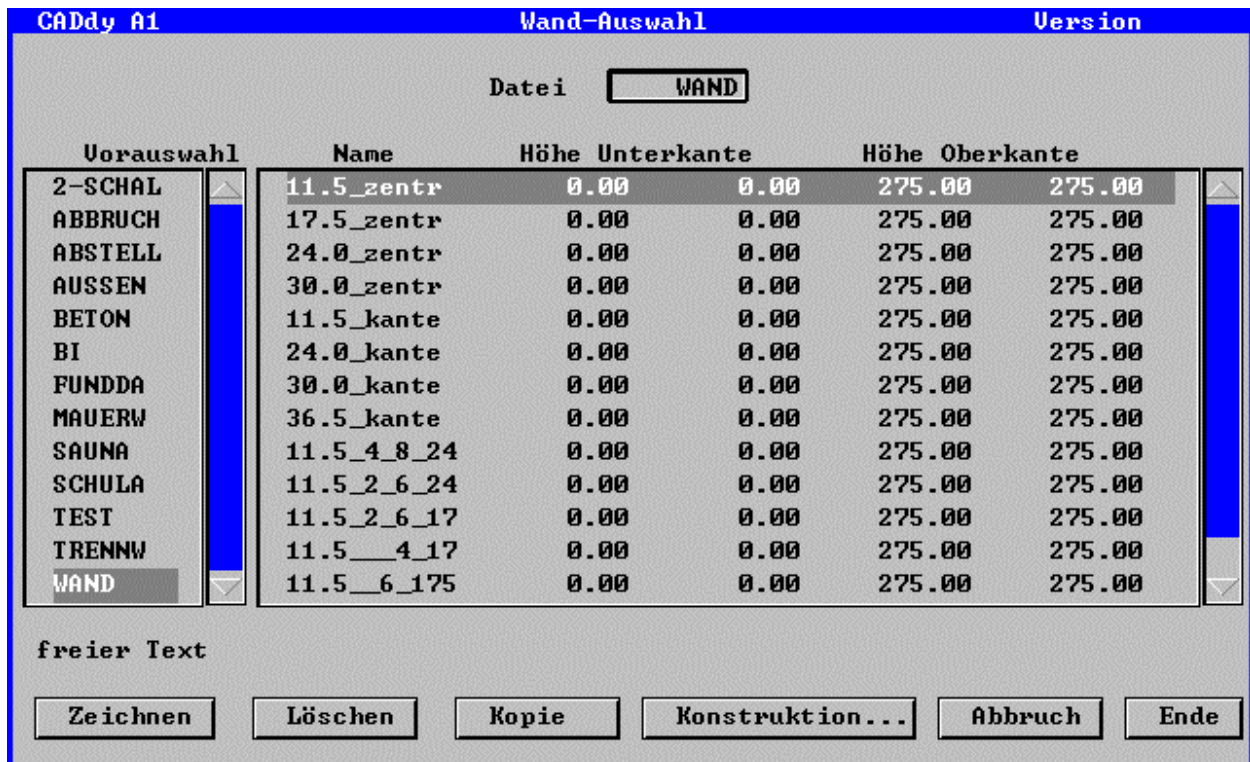 CADdy A1 Wand-Auswahl Version
Datei WAND
Vorauswahl Name Höhe Unterkante Höhe Oberkante
2-SCHAL 11.5_zentr 0.00 0.00 275.00 275.00
ABBRUCH 17.5_zentr 0.00 0.00 275.00 275.00
ABSTELL 24.0_zentr 0.00 0.00 275.00 275.00
AUSSEN 30.0_zentr 0.00 0.00 275.00 275.00
BETON 11.5_kante 0.00 0.00 275.00 275.00
BI 24.0_kante 0.00 0.00 275.00 275.00
FUNDDA 30.0_kante 0.00 0.00 275.00 275.00
MAUERW 36.5_kante 0.00 0.00 275.00 275.00
SAUNA 11.5_4_8_24 0.00 0.00 275.00 275.00
SCHULA 11.5_2_6_24 0.00 0.00 275.00 275.00
TEST 11.5_2_6_17 0.00 0.00 275.00 275.00
TRENNW 11.5___4_17 0.00 0.00 275.00 275.00
WAND 11.5__6_175 0.00 0.00 275.00 275.00
freier Text
Zeichnen Löschen Kopie Konstruktion... Abbruch Ende